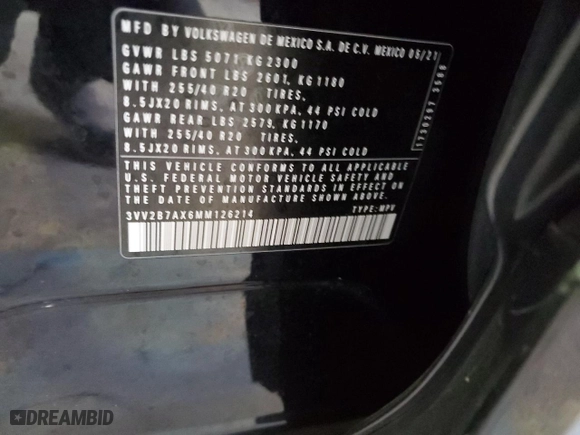 MFD BY VOLKSWAGEN DE MEXICO S.A. DE C.V. MEXICO 05/21
GVWR LBS 5071, KG 2300
GAWR FRONT LBS 2601, KG 1180
WITH 255/40 R20 TIRES,
8.5JX20 RIMS, AT 300 KPA, 44 PSI COLD
GAWR REAR LBS 2579, KG 1170
WITH 255/40 R20 TIRES,
8.5JX20 RIMS, AT 300 KPA, 44 PSI COLD
THIS VEHICLE CONFORMS TO ALL APPLICABLE
U.S. FEDERAL MOTOR VEHICLE SAFETY AND
THEFT PREVENTION STANDARDS IN EFFECT ON
THE DATE OF MANUFACTURE SHOWN ABOVE.
3VV2B7AX6MM126214 TYPE: MPV
1730297 3588
DREAMBID